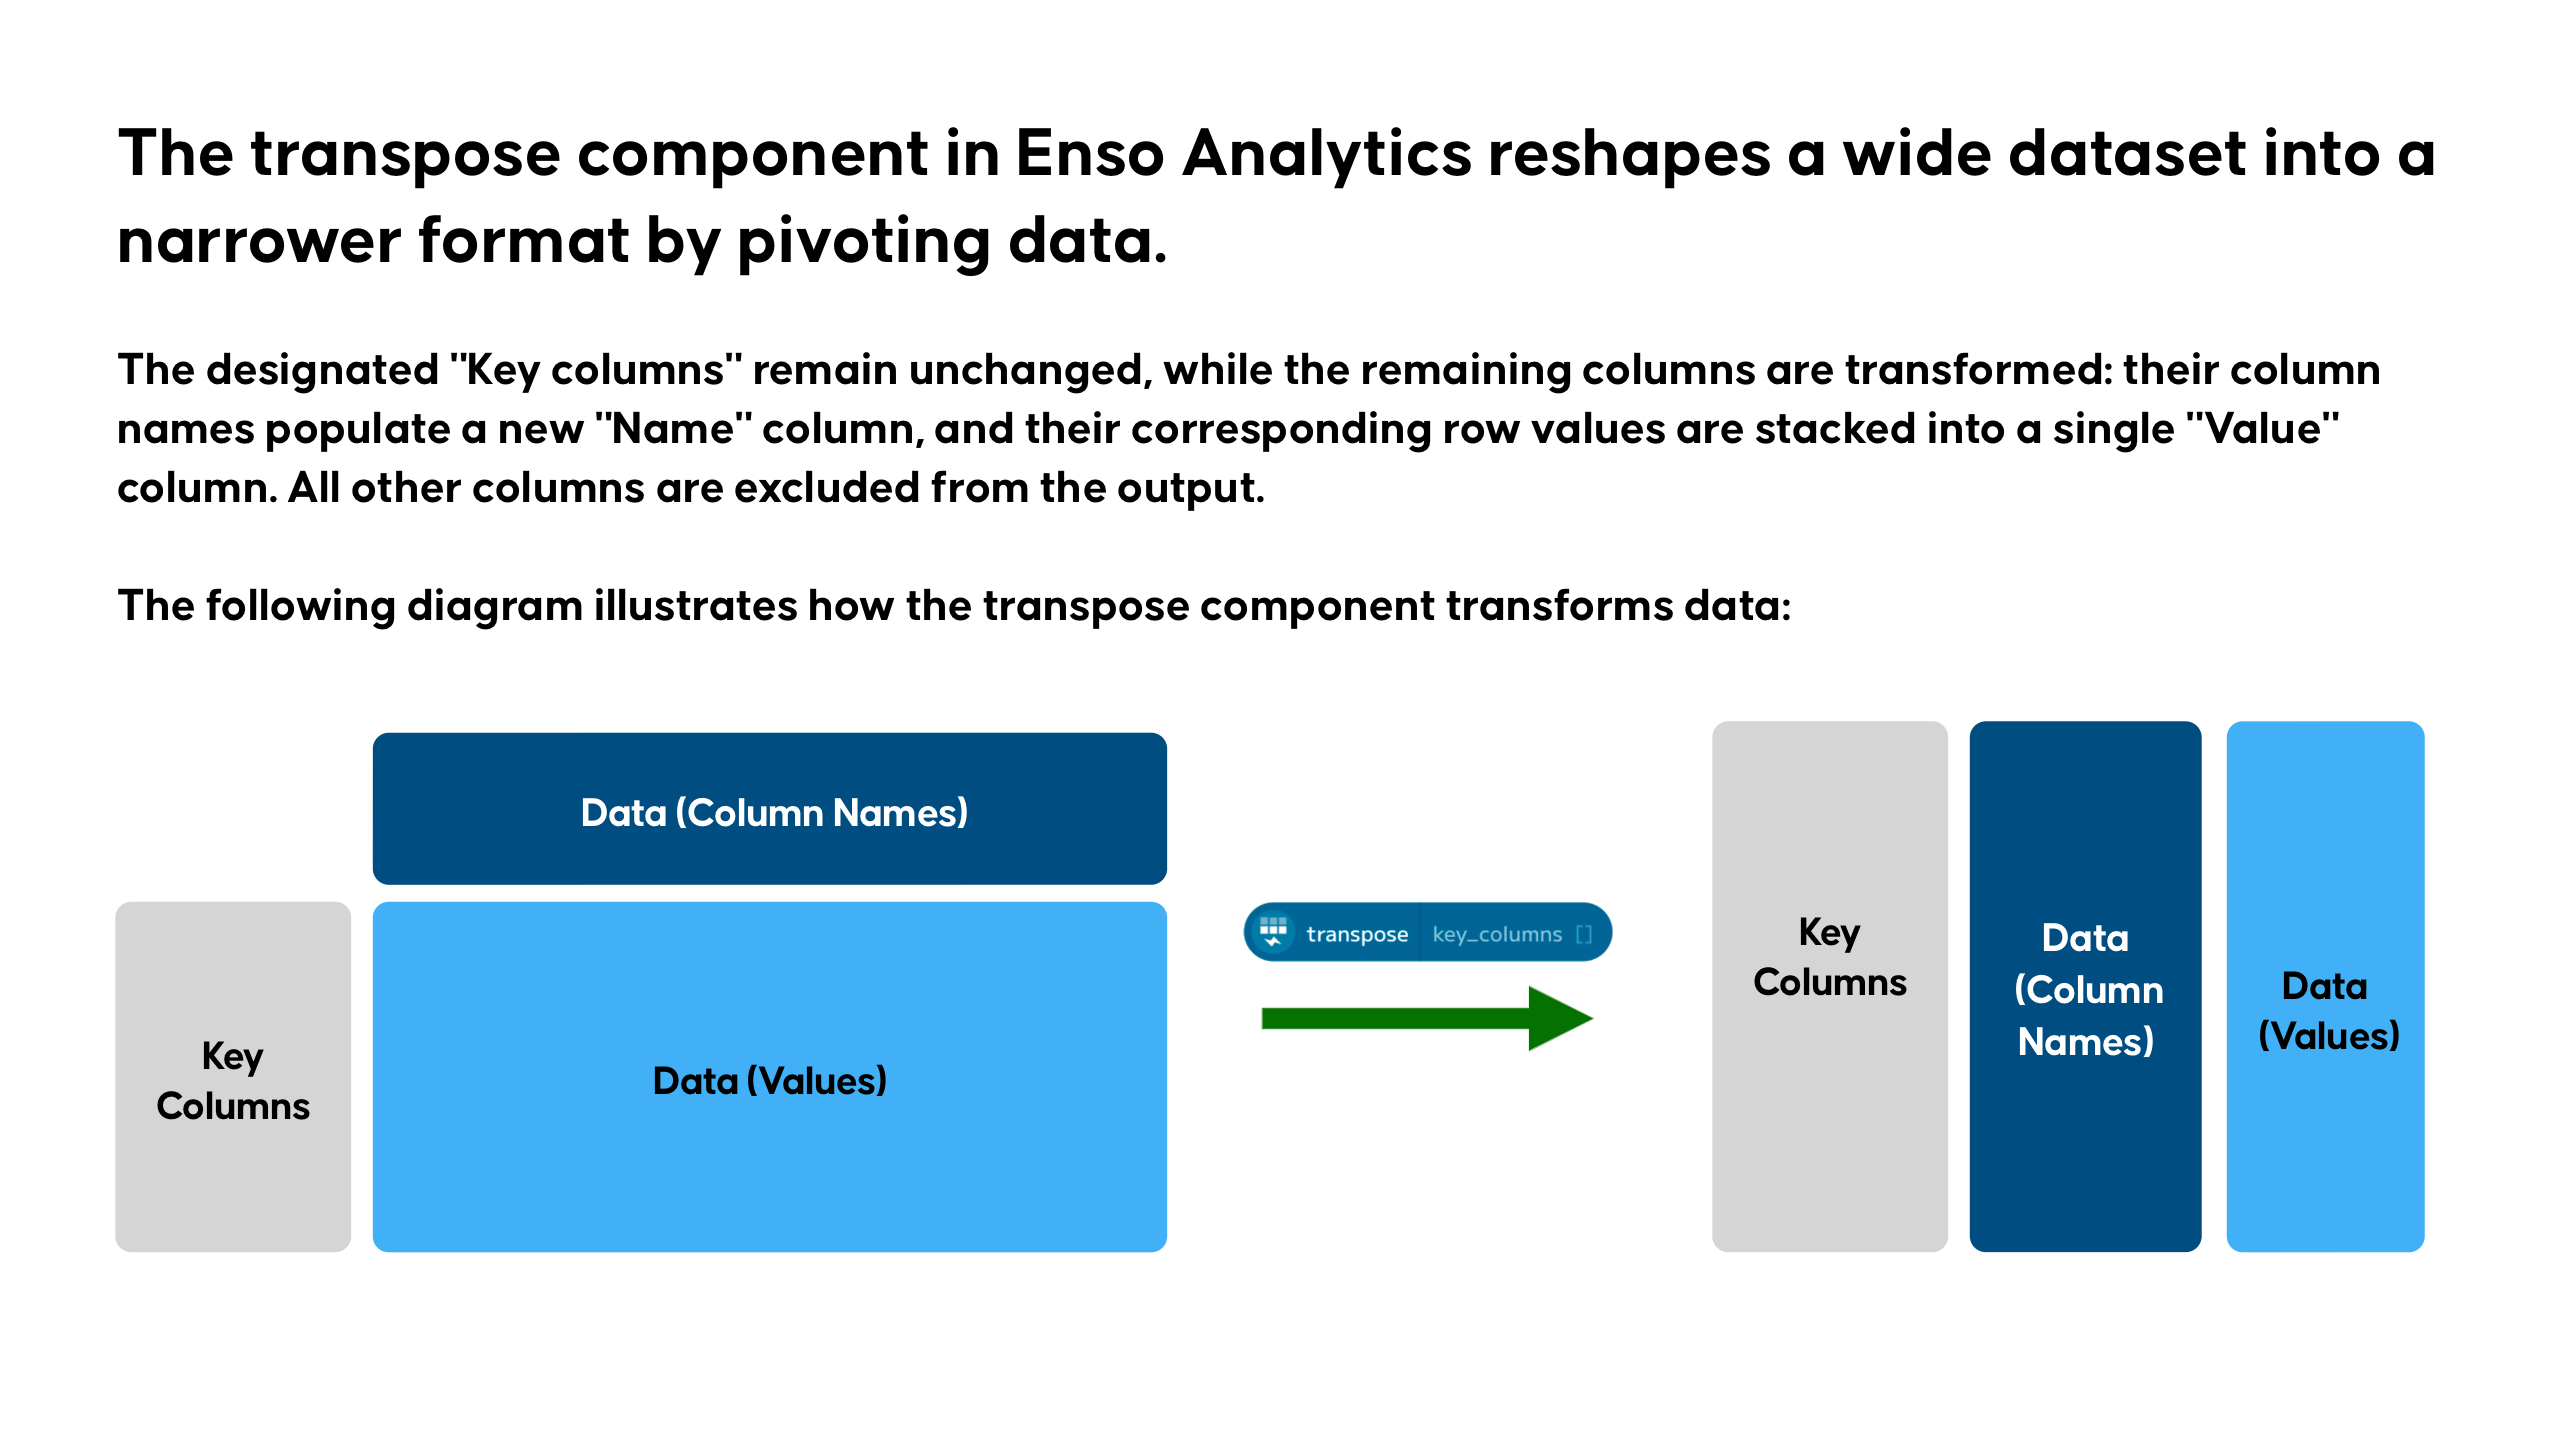 The transpose component in Enso Analytics reshapes a wide dataset into a
narrower format by pivoting data.
The designated "Key columns" remain unchanged, while the remaining columns are transformed: their column
names populate a new "Name" column, and their corresponding row values are stacked into a single "Value"
column. All other columns are excluded from the output.
The following diagram illustrates how the transpose component transforms data:
Data (Column Names)
Key
Columns
Data (Values)
transpose key_columns []
Key
Columns
Data
(Column
Names)
Data
(Values)